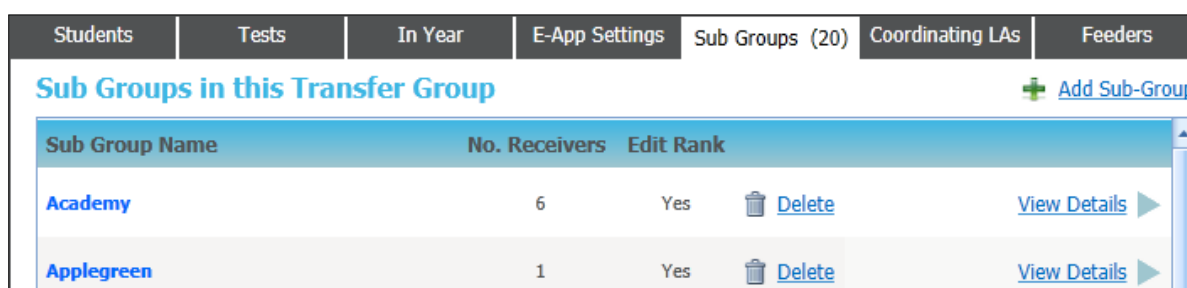 Students Tests In Year E-App Settings Sub Groups (20) Coordinating LAs Feeders
Sub Groups in this Transfer Group Add Sub-Group
Sub Group Name No. Receivers Edit Rank
Academy 6 Yes Delete View Details
Applegreen 1 Yes Delete View Details